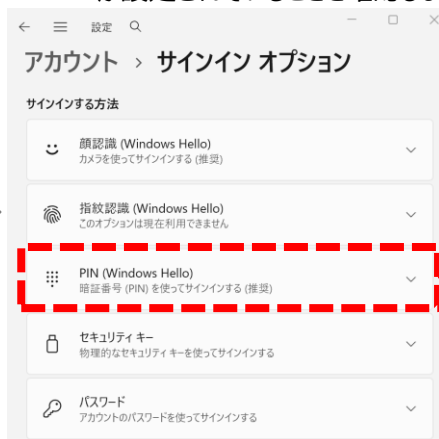 設定
アカウント › サインイン オプション
サインインする方法
顔認識 (Windows Hello)
カメラを使ってサインインする (推奨)
指紋認識 (Windows Hello)
このオプションは現在利用できません
PIN (Windows Hello)
暗証番号 (PIN) を使ってサインインする (推奨)
セキュリティ キー
物理的なセキュリティ キーを使ってサインインする
パスワード
アカウントのパスワードを使ってサインインする